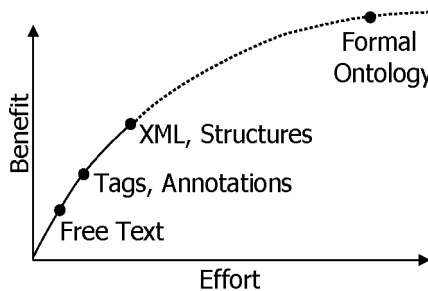 Formal
Ontology
Benefit
XML, Structures
Tags, Annotations
Free Text
Effort